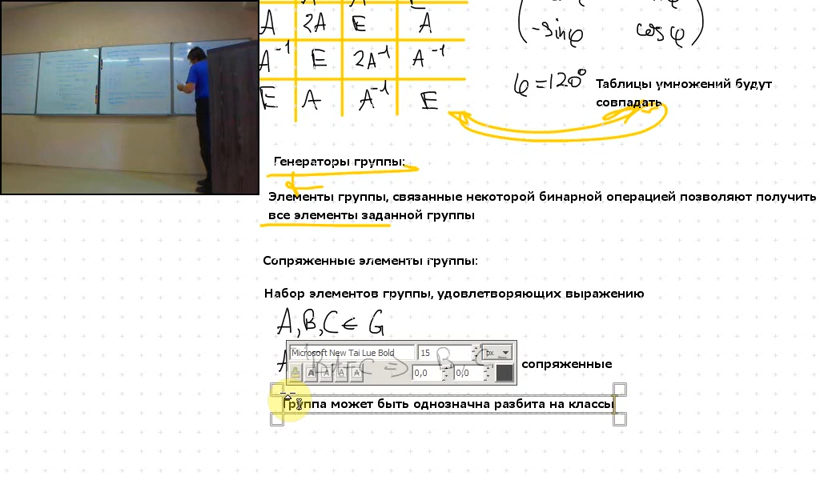 A 2A E A
-sinφ cosφ
A⁻¹ E 2A⁻¹ A⁻¹
φ=120° Таблицы умножений будут
совпадать
E A A⁻¹ E
Генераторы группы:
Элементы группы, связанные некоторой бинарной операцией позволяют получить
все элементы заданной группы
Сопряженные элементы группы:
Набор элементов группы, удовлетворяющих выражению
A,B,C ∈ G
Microsoft New Tai Lue Bold 15 px
сопряженные
0,0 0,0
Группа может быть однозначна разбита на классы